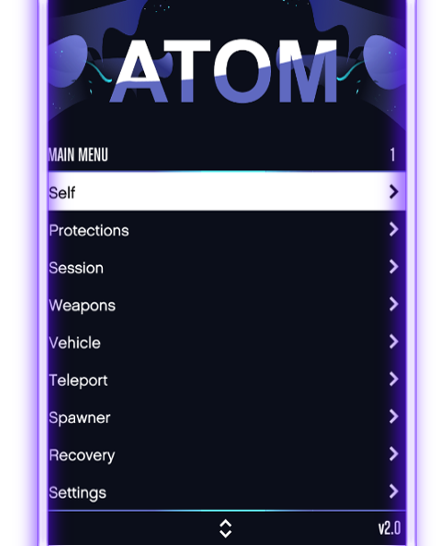 ATOM
MAIN MENU 1
Self
Protections
Session
Weapons
Vehicle
Teleport
Spawner
Recovery
Settings
v2.0